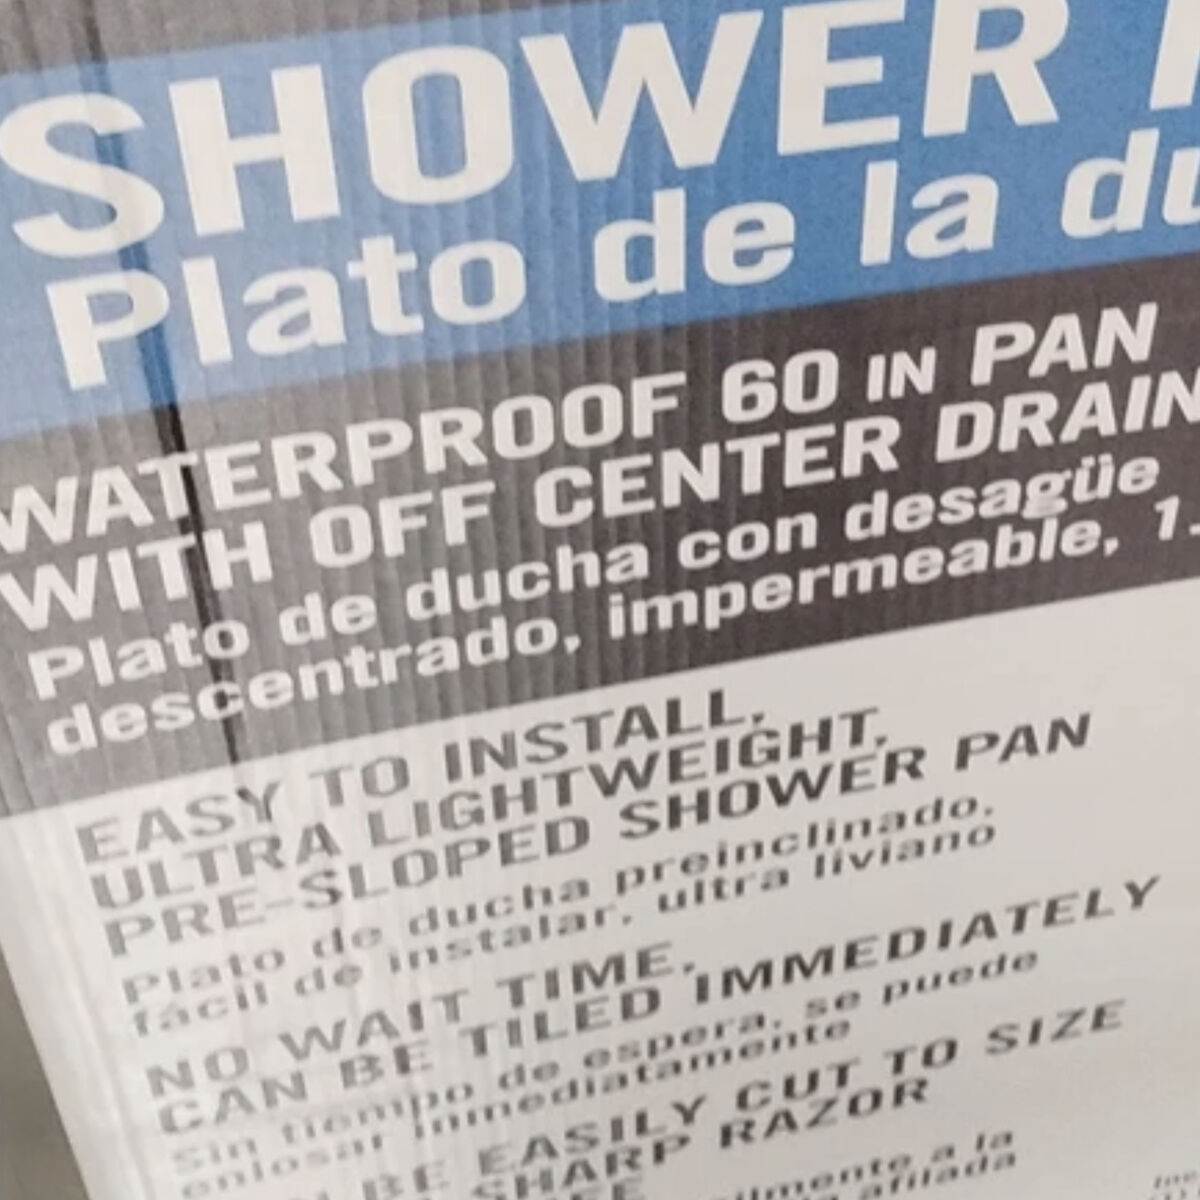 SHOWER
Plato de la
WATERPROOF 60 IN PAN
WITH OFF CENTER DRAIN
Plato de ducha con desagüe
descentrado, impermeable, 1.
EASY TO INSTALL,
ULTRA LIGHTWEIGHT,
PRE-SLOPED SHOWER PAN
Plato de ducha preinclinado,
fácil de instalar, ultra liviano
NO WAIT TIME,
CAN BE TILED IMMEDIATELY
Sin tiempo de espera, se puede
enlosar inmediatamente
BE EASILY CUT TO SIZE
SHARP RAZOR
a la
afilada